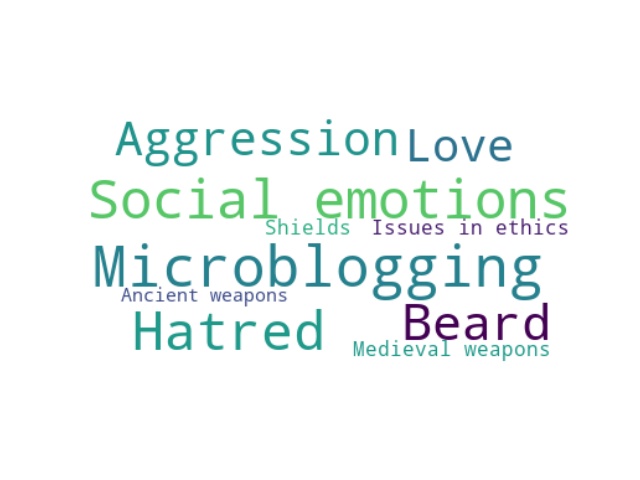 Aggression
Love
Social emotions
Shields
Issues in ethics
Microblogging
Ancient weapons
Hatred
Beard
Medieval weapons